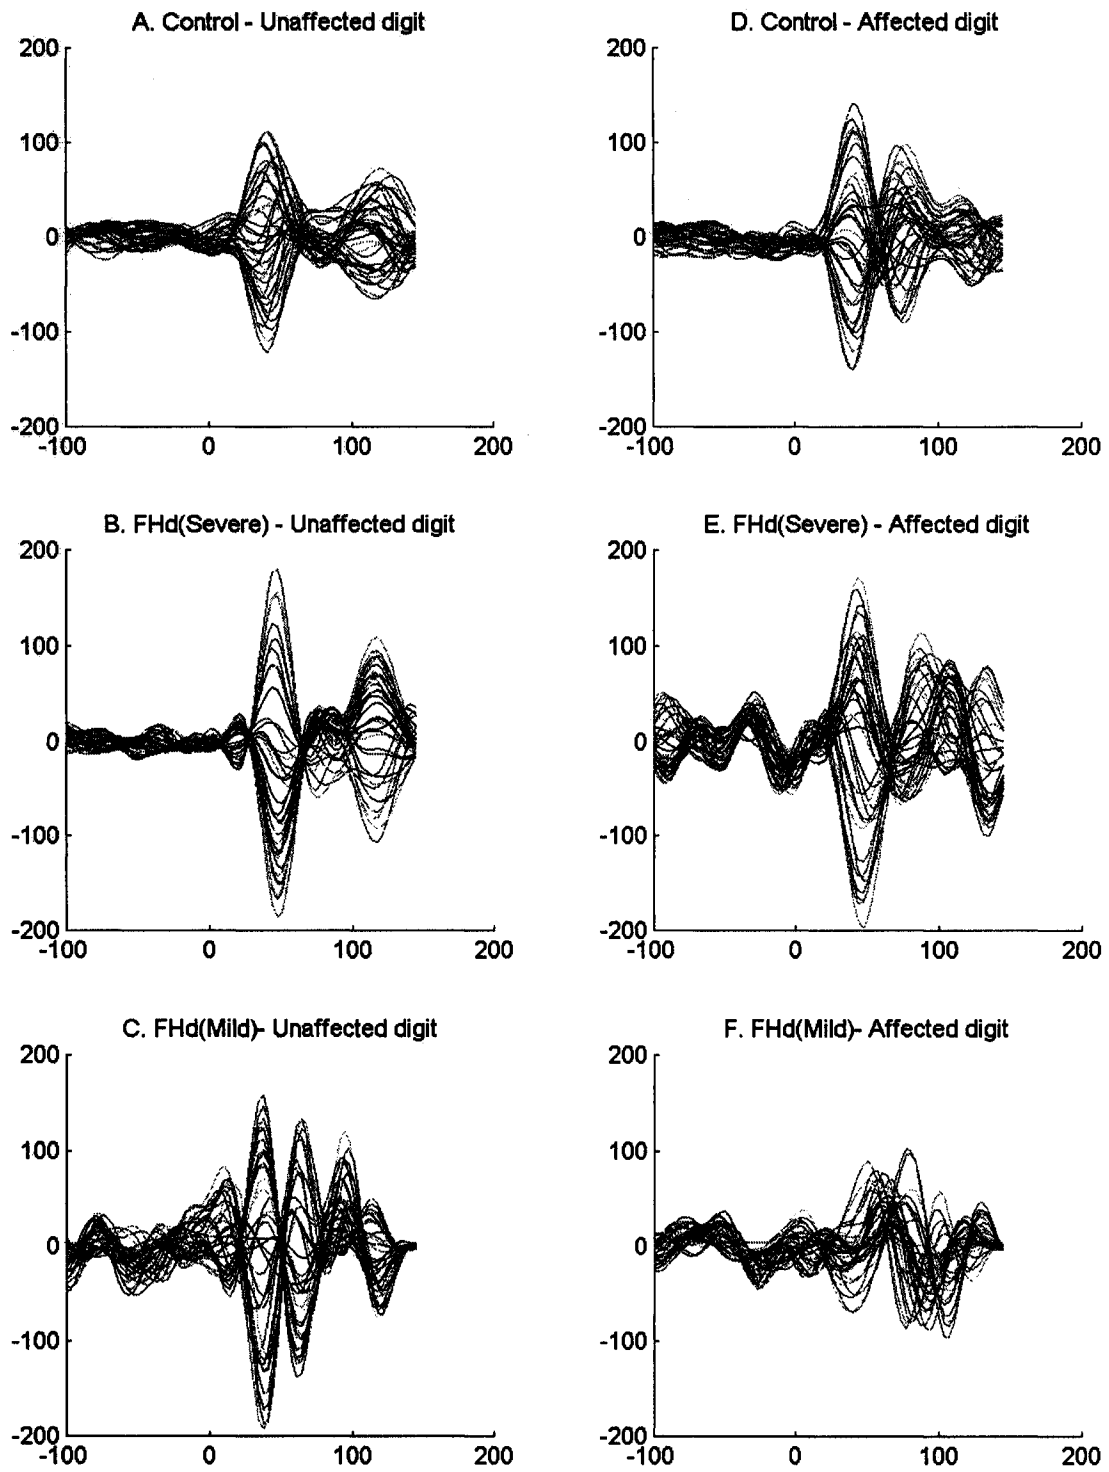 A. Control - Unaffected digit
200
100
0
-100
-200
-100 0 100 200
D. Control - Affected digit
200
100
0
-100
-200
-100 0 100 200
B. FHd(Severe) - Unaffected digit
200
100
0
-100
-200
-100 0 100 200
E. FHd(Severe) - Affected digit
200
100
0
-100
-200
-100 0 100 200
C. FHd(Mild)- Unaffected digit
200
100
0
-100
-200
-100 0 100 200
F. FHd(Mild)- Affected digit
200
100
0
-100
-200
-100 0 100 200